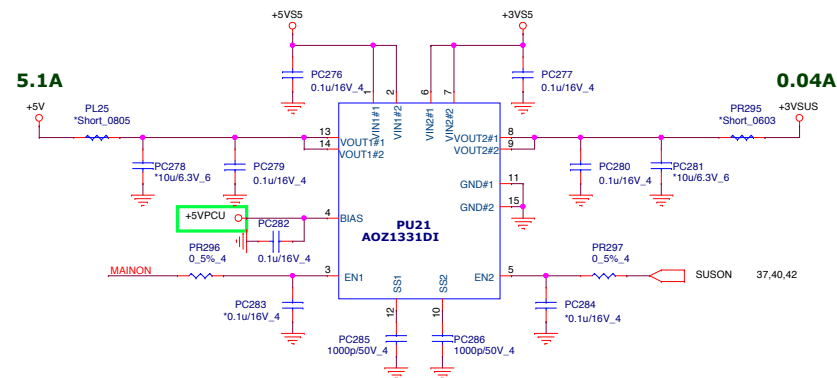 +5VS5
+3VS5
5.1A
0.04A
PC276
0.1u/16V_4
PC277
0.1u/16V_4
+5V
PL25
*Short_0805
PR295
*Short_0603
+3VSUS
1
2
6
7
VIN1#1
VIN1#2
VIN2#1
VIN2#2
13
VOUT1#1
14
VOUT1#2
8
VOUT2#1
9
VOUT2#2
PC278
*10u/6.3V_6
PC279
0.1u/16V_4
PC280
0.1u/16V_4
PC281
*10u/6.3V_6
11
GND#1
15
GND#2
+5VPCU
PC282
0.1u/16V_4
4
BIAS
PU21
AOZ1331DI
PR296
0_5%_4
PR297
0_5%_4
MAINON
3
EN1
5
EN2
SUSON
37,40,42
SS1
SS2
12
10
PC283
*0.1u/16V_4
PC284
*0.1u/16V_4
PC285
1000p/50V_4
PC286
1000p/50V_4